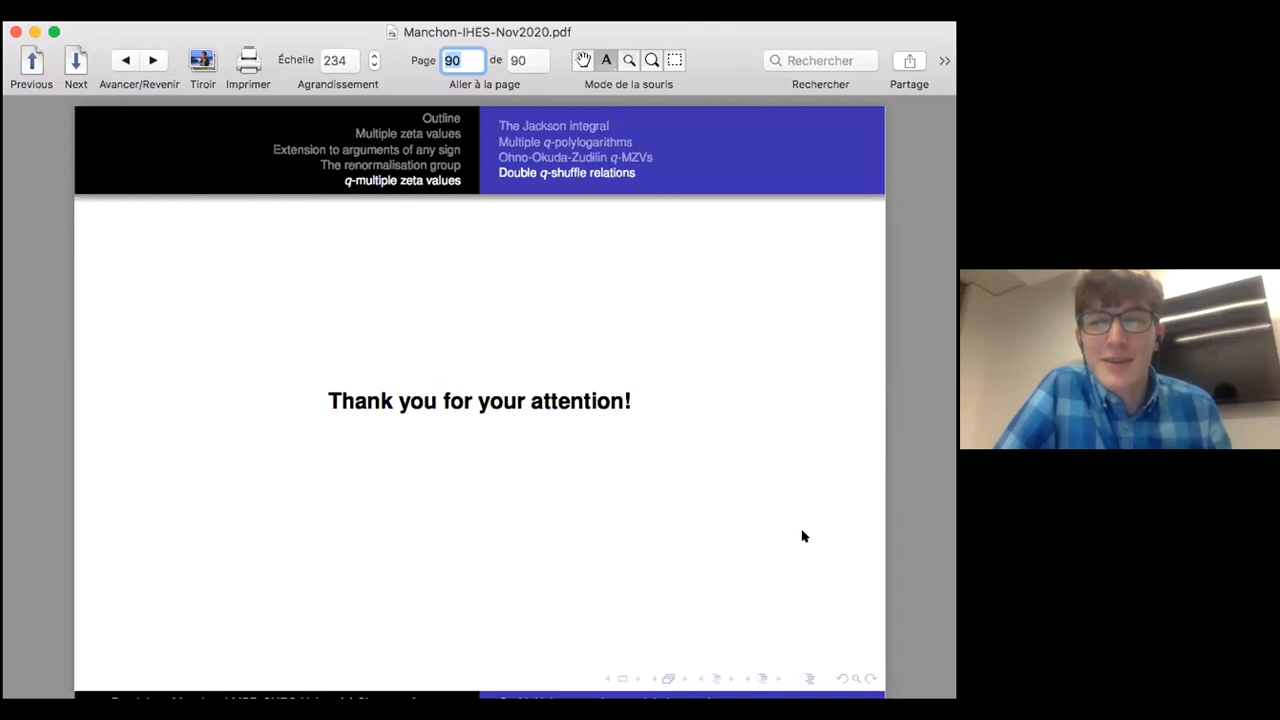 Manchon-IHES-Nov2020.pdf
Échelle 234 Page 90 de 90 Rechercher
Previous Next Avancer/Revenir Tiroir Imprimer Agrandissement Aller à la page Mode de la souris Rechercher Partage
Outline
Multiple zeta values
Extension to arguments of any sign
The renormalisation group
q-multiple zeta values
The Jackson integral
Multiple q-polylogarithms
Ohno-Okuda-Zudilin q-MZVs
Double q-shuffle relations
Thank you for your attention!